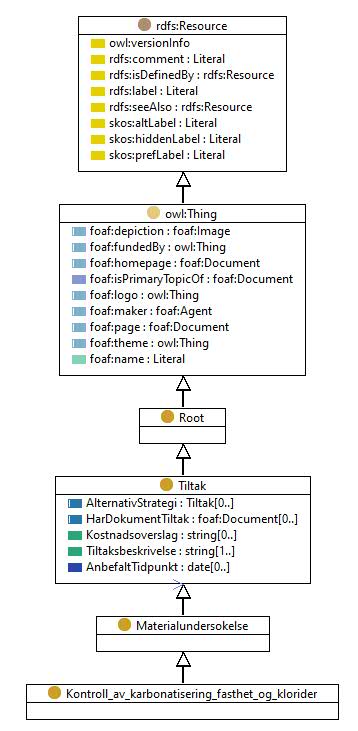 rdfs:Resource
owl:versionInfo
rdfs:comment : Literal
rdfs:isDefinedBy : rdfs:Resource
rdfs:label : Literal
rdfs:seeAlso : rdfs:Resource
skos:altLabel : Literal
skos:hiddenLabel : Literal
skos:prefLabel : Literal
owl:Thing
foaf:depiction : foaf:Image
foaf:fundedBy : owl:Thing
foaf:homepage : foaf:Document
foaf:isPrimaryTopicOf : foaf:Document
foaf:logo : owl:Thing
foaf:maker : foaf:Agent
foaf:page : foaf:Document
foaf:theme : owl:Thing
foaf:name : Literal
Root
Tiltak
AlternativStrategi : Tiltak[0..]
HarDokumentTiltak : foaf:Document[0..]
Kostnadsoverslag : string[0..]
Tiltaksbeskrivelse : string[1..]
AnbefaltTidpunkt : date[0..]
Materialundersokelse
Kontroll_av_karbonatisering_fasthet_og_klorider